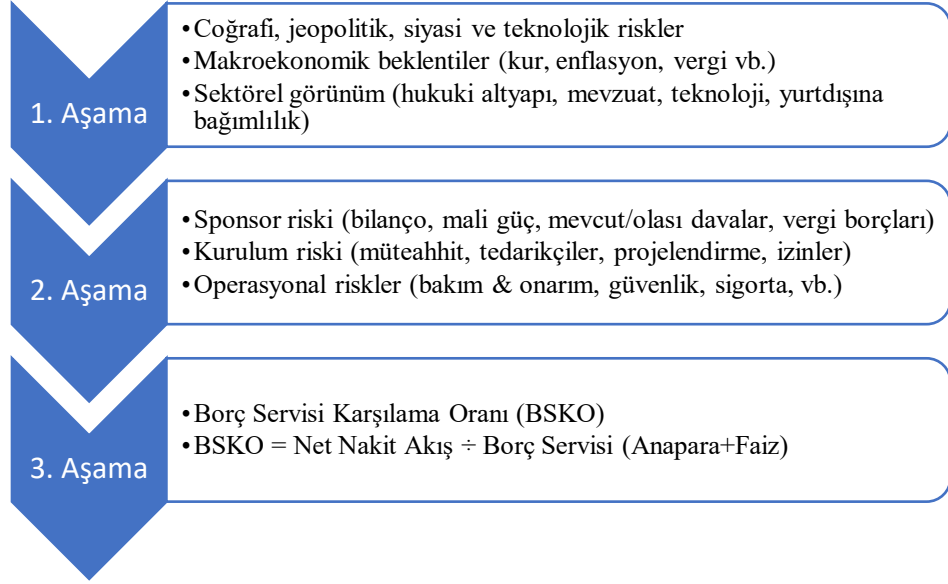 1. Aşama
•Coğrafi, jeopolitik, siyasi ve teknolojik riskler
•Makroekonomik beklentiler (kur, enflasyon, vergi vb.)
•Sektörel görünüm (hukuki altyapı, mevzuat, teknoloji, yurtdışına
bağımlılık)
2. Aşama
•Sponsor riski (bilanço, mali güç, mevcut/olası davalar, vergi borçları)
•Kurulum riski (müteahhit, tedarikçiler, projelendirme, izinler)
•Operasyonel riskler (bakım & onarım, güvenlik, sigorta, vb.)
3. Aşama
•Borç Servisi Karşılama Oranı (BSKO)
•BSKO = Net Nakit Akış ÷ Borç Servisi (Anapara+Faiz)